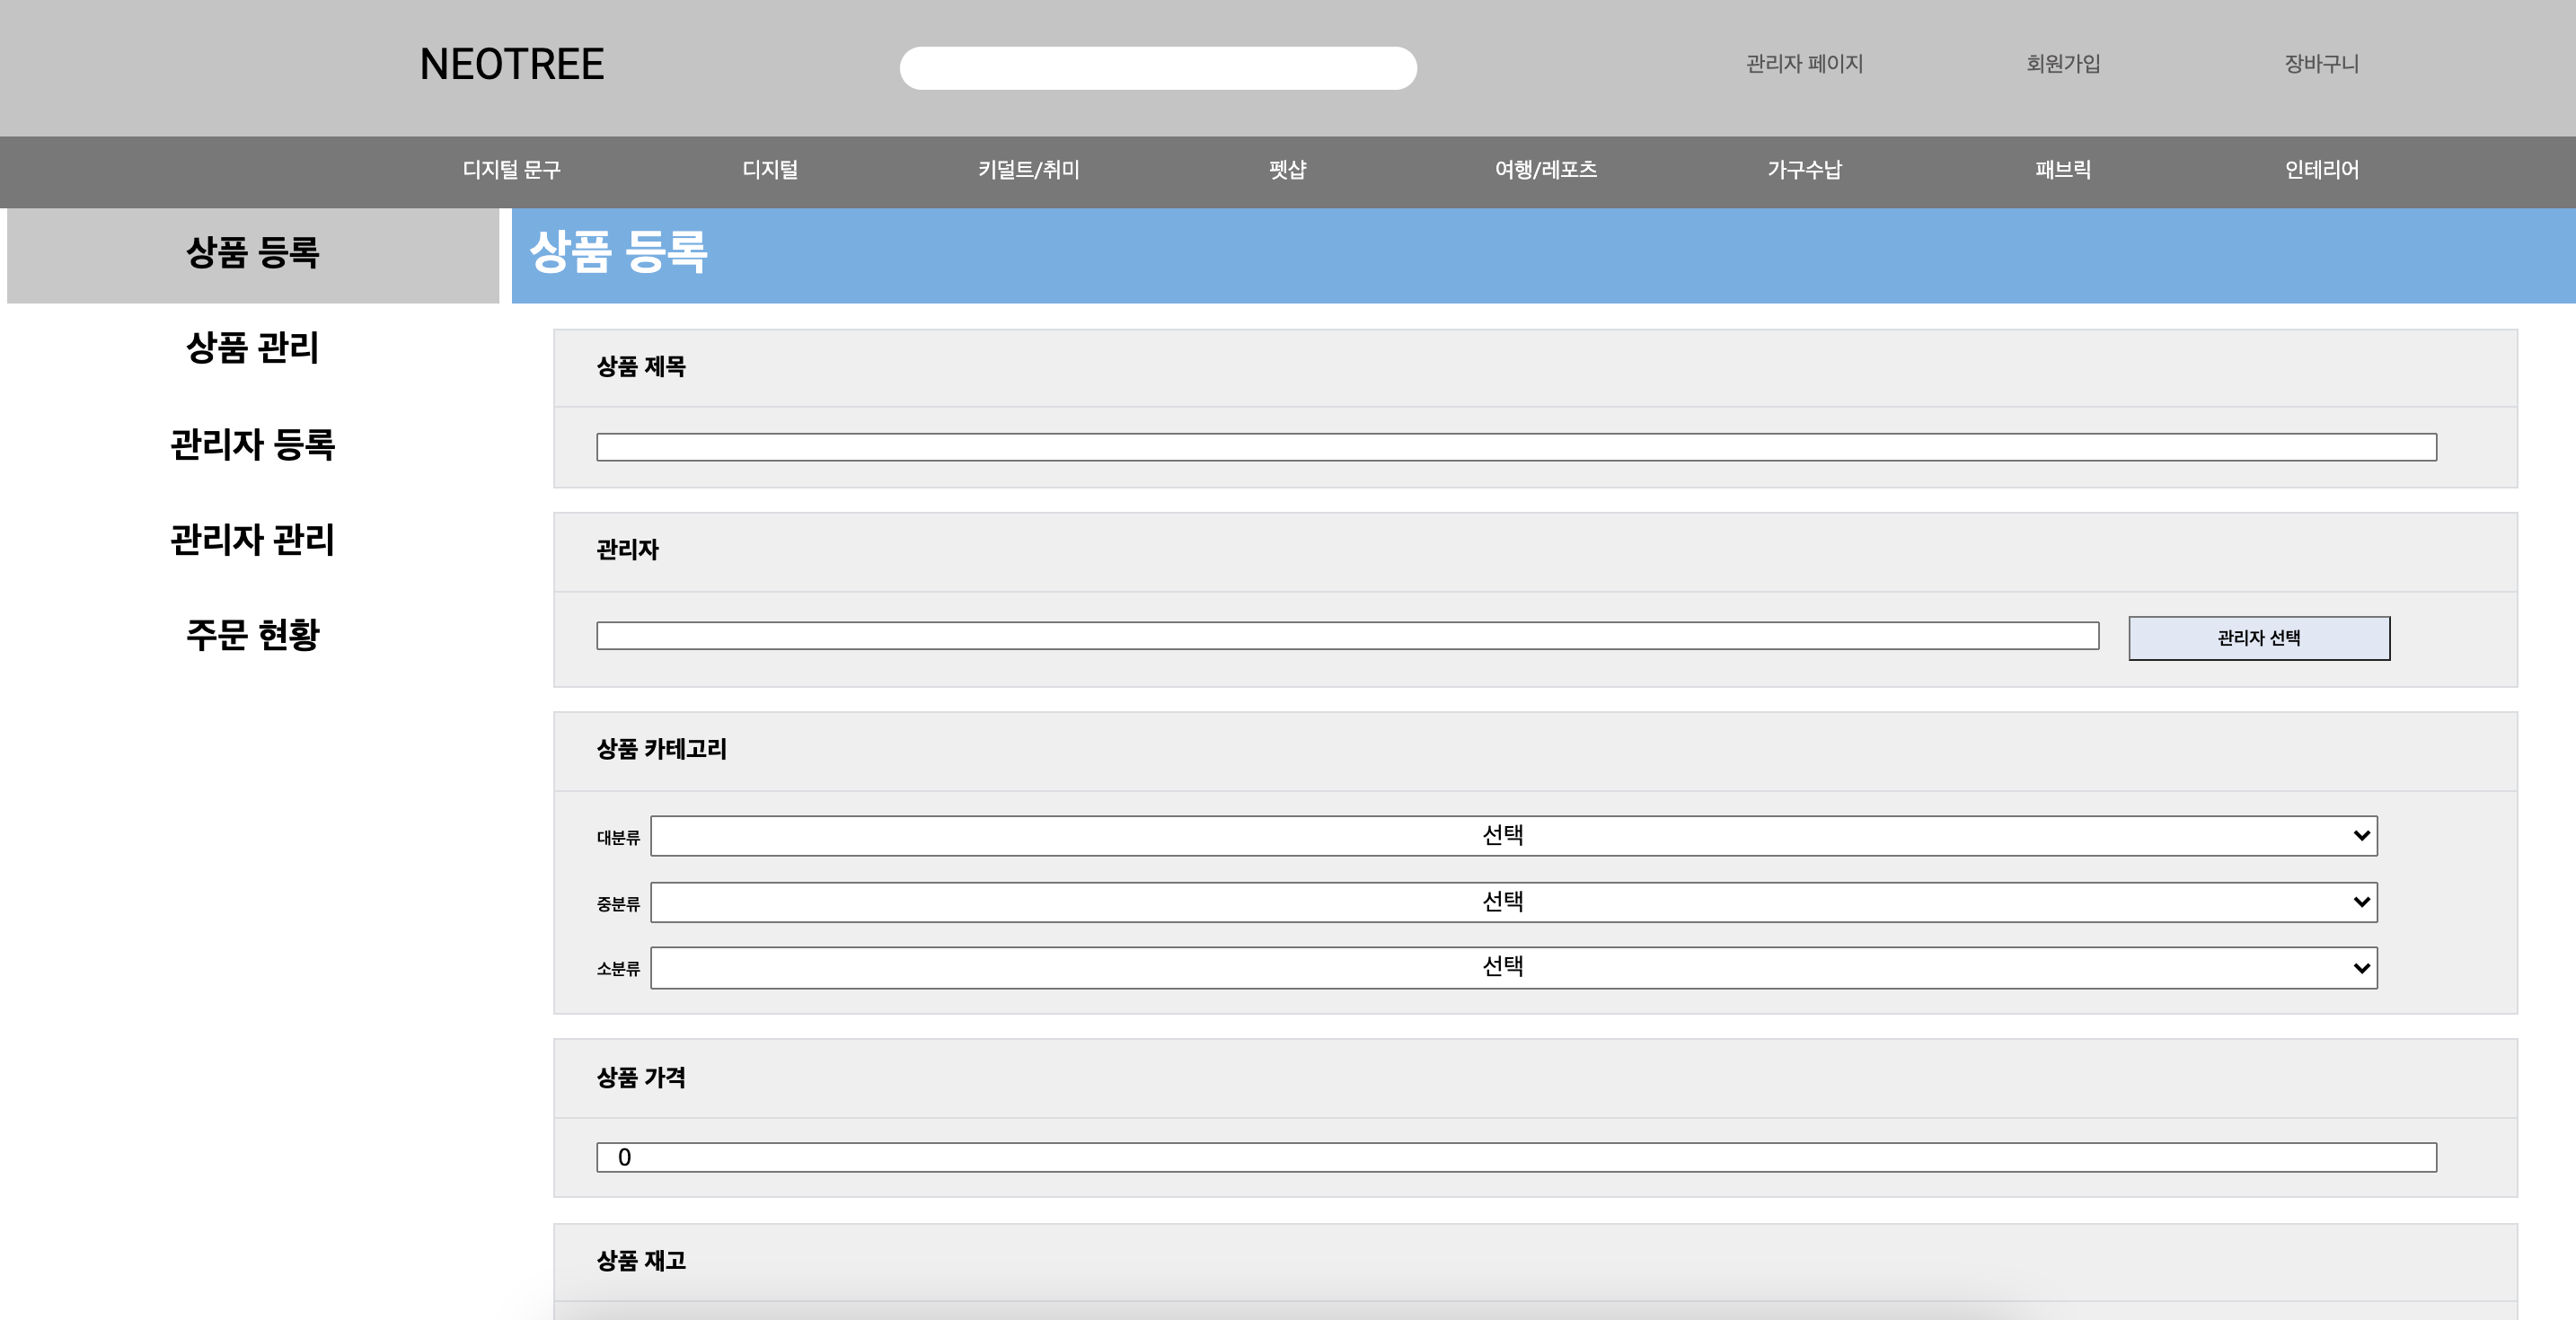 NEOTREE
관리자 페이지 회원가입 장바구니
디지털 문구 디지털 키덜트/취미 펫샵 여행/레포츠 가구수납 패브릭 인테리어
상품 등록
상품 관리
관리자 등록
관리자 관리
주문 현황
상품 등록
상품 제목
관리자
관리자 선택
상품 카테고리
대분류 선택
중분류 선택
소분류 선택
상품 가격
0
상품 재고